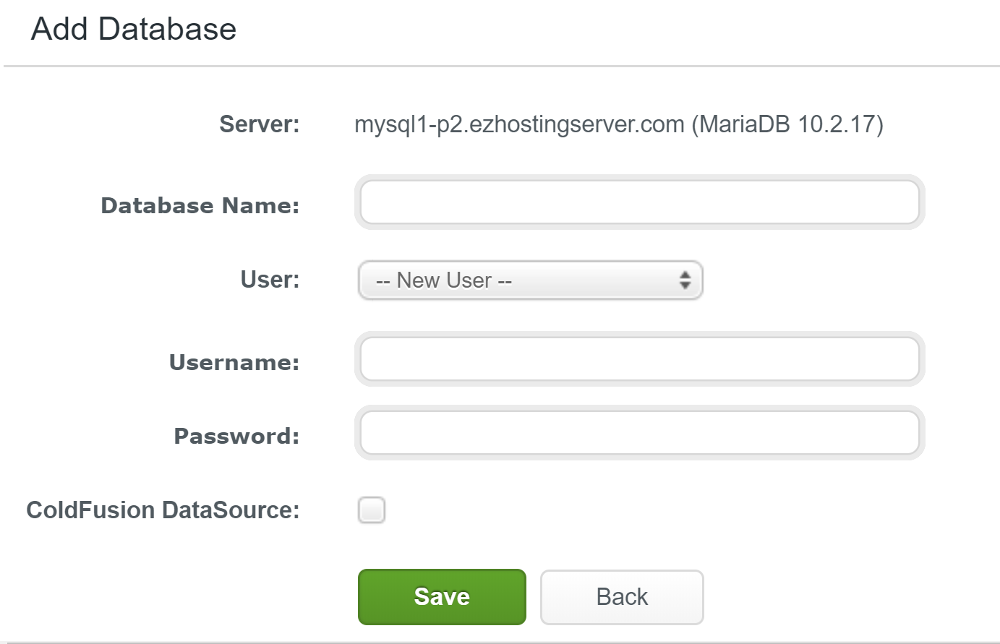 Add Database
Server: mysql1-p2.ezhostingserver.com (MariaDB 10.2.17)
Database Name:
User: -- New User --
Username:
Password:
ColdFusion DataSource:
Save Back